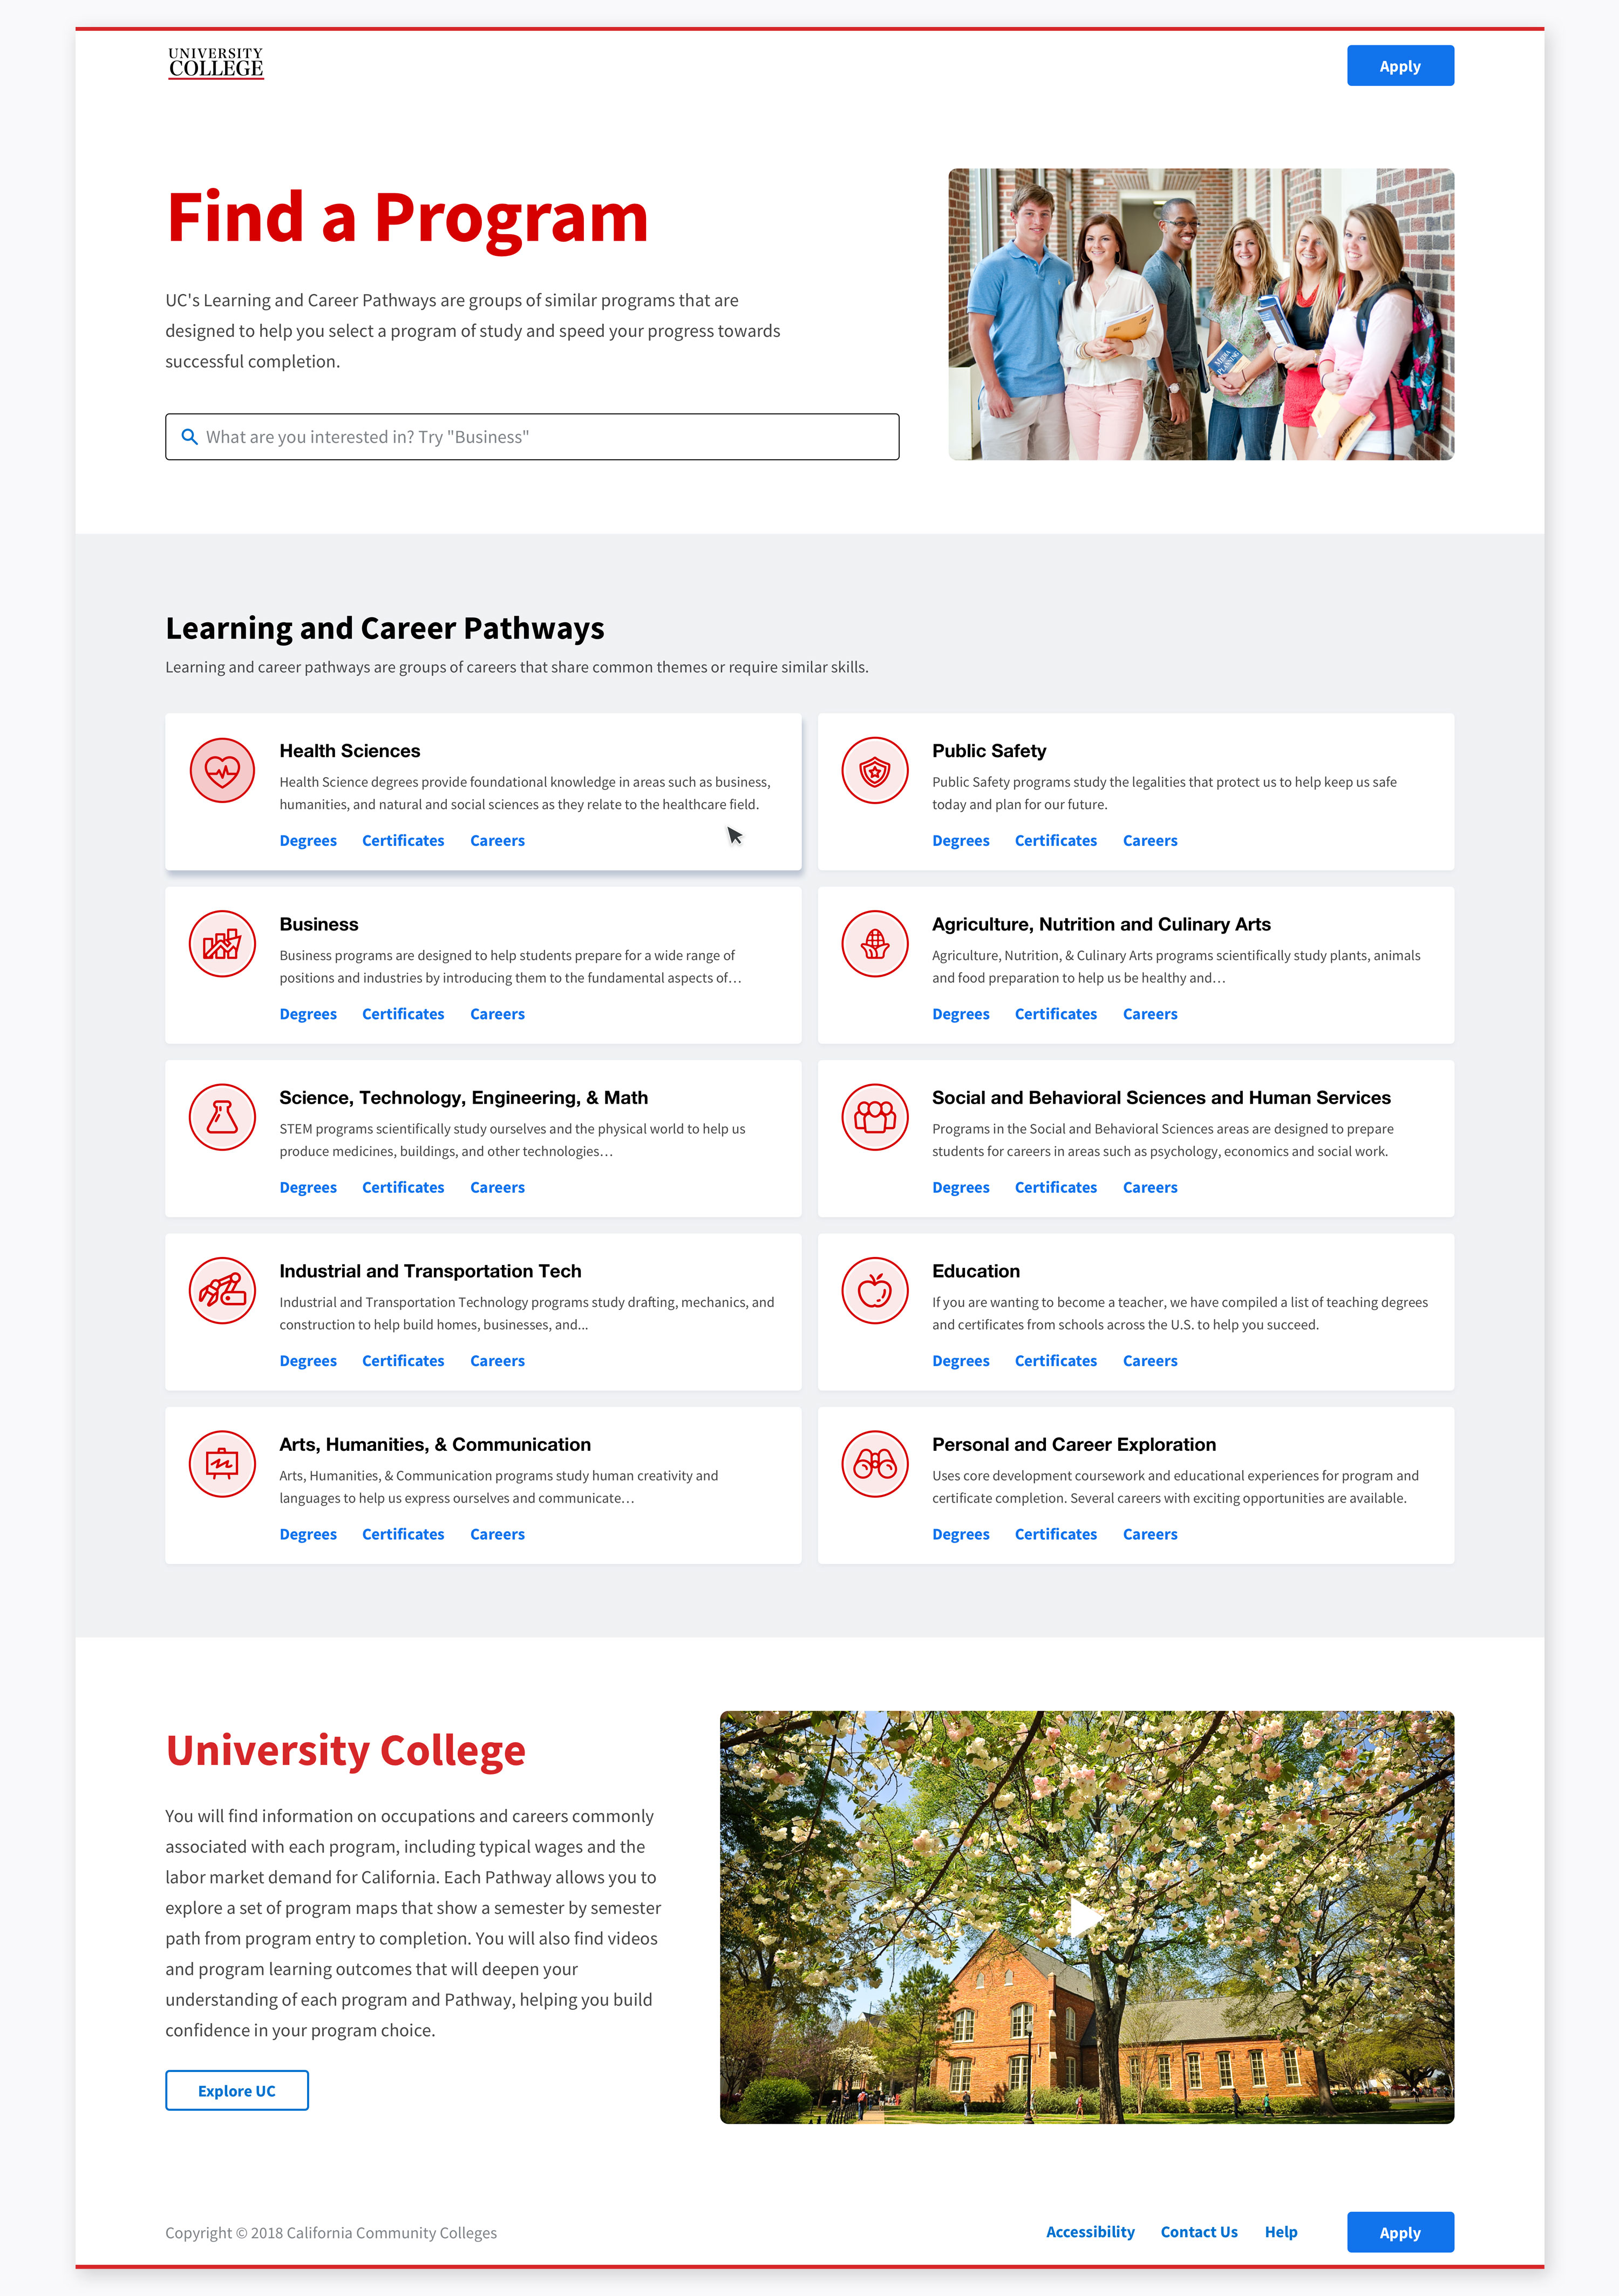 UNIVERSITY
COLLEGE
Apply
Find a Program
UC's Learning and Career Pathways are groups of similar programs that are
designed to help you select a program of study and speed your progress towards
successful completion.
What are you interested in? Try "Business"
MEDIA
PLANNING
Learning and Career Pathways
Learning and career pathways are groups of careers that share common themes or require similar skills.
Health Sciences
Health Science degrees provide foundational knowledge in areas such as business,
humanities, and natural and social sciences as they relate to the healthcare field.
Degrees Certificates Careers
Public Safety
Public Safety programs study the legalities that protect us to help keep us safe
today and plan for our future.
Degrees Certificates Careers
Business
Business programs are designed to help students prepare for a wide range of
positions and industries by introducing them to the fundamental aspects of…
Degrees Certificates Careers
Agriculture, Nutrition and Culinary Arts
Agriculture, Nutrition, & Culinary Arts programs scientifically study plants, animals
and food preparation to help us be healthy and…
Degrees Certificates Careers
Science, Technology, Engineering, & Math
STEM programs scientifically study ourselves and the physical world to help us
produce medicines, buildings, and other technologies…
Degrees Certificates Careers
Social and Behavioral Sciences and Human Services
Programs in the Social and Behavioral Sciences areas are designed to prepare
students for careers in areas such as psychology, economics and social work.
Degrees Certificates Careers
Industrial and Transportation Tech
Industrial and Transportation Technology programs study drafting, mechanics, and
construction to help build homes, businesses, and...
Degrees Certificates Careers
Education
If you are wanting to become a teacher, we have compiled a list of teaching degrees
and certificates from schools across the U.S. to help you succeed.
Degrees Certificates Careers
Arts, Humanities, & Communication
Arts, Humanities, & Communication programs study human creativity and
languages to help us express ourselves and communicate…
Degrees Certificates Careers
Personal and Career Exploration
Uses core development coursework and educational experiences for program and
certificate completion. Several careers with exciting opportunities are available.
Degrees Certificates Careers
University College
You will find information on occupations and careers commonly
associated with each program, including typical wages and the
labor market demand for California. Each Pathway allows you to
explore a set of program maps that show a semester by semester
path from program entry to completion. You will also find videos
and program learning outcomes that will deepen your
understanding of each program and Pathway, helping you build
confidence in your program choice.
Explore UC
Copyright © 2018 California Community Colleges
Accessibility Contact Us Help Apply